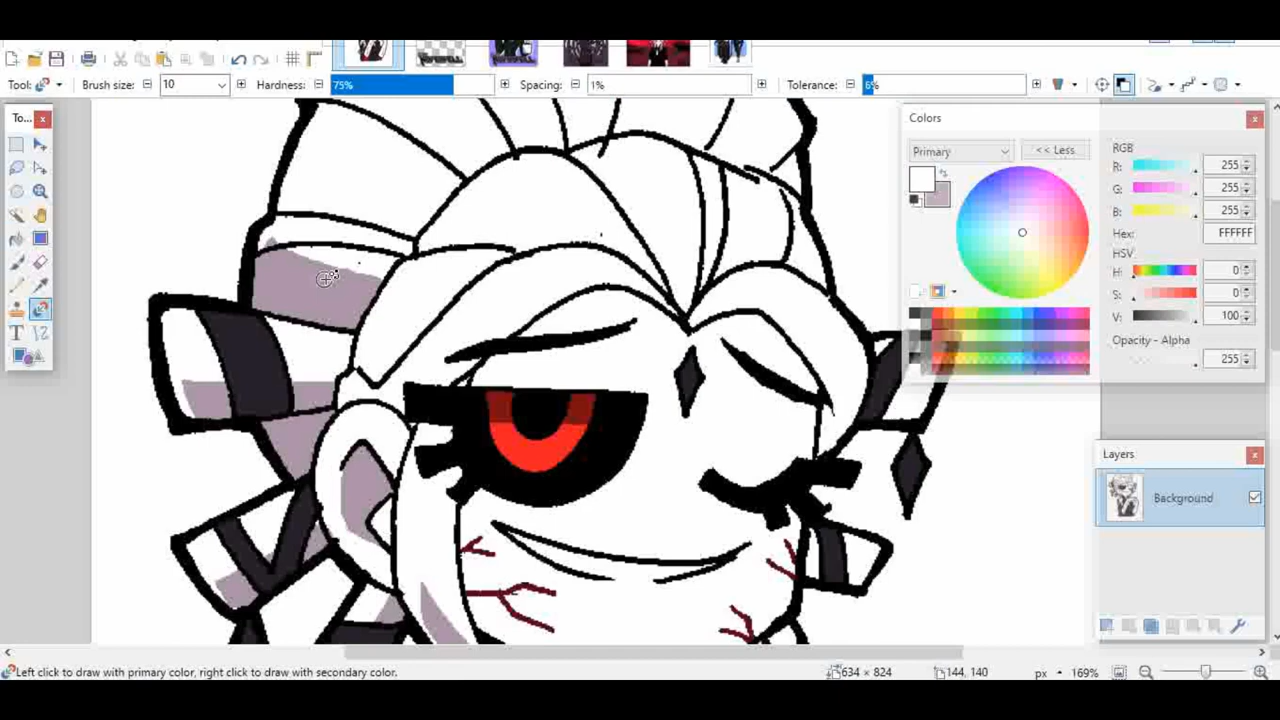 Tool: Brush size: 10 Hardness: 75% Spacing: 1% Tolerance: 6%
To...
Colors
Primary << Less
RGB
R: 255
G: 255
B: 255
Hex: FFFFFF
HSV
H: 0
S: 0
V: 100
Opacity - Alpha
255
Layers
Background
Left click to draw with primary color, right click to draw with secondary color. 634 × 824 144, 140 px 169%